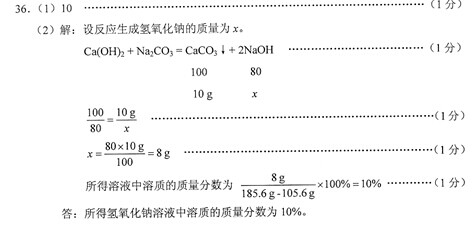 36.（1）10 ……………………………………（1 分）
（2）解：设反应生成氢氧化钠的质量为 x。
Ca(OH)₂ + Na₂CO₃ = CaCO₃↓ + 2NaOH ……………………（1 分）
100 80
10 g x
100/80 = 10 g/x ……………………………………（1 分）
x = 80×10 g/100 = 8 g ……………………………………（1 分）
所得溶液中溶质的质量分数为 8 g/(185.6 g-105.6 g) ×100% = 10% …………（1 分）
答：所得氢氧化钠溶液中溶质的质量分数为 10%。